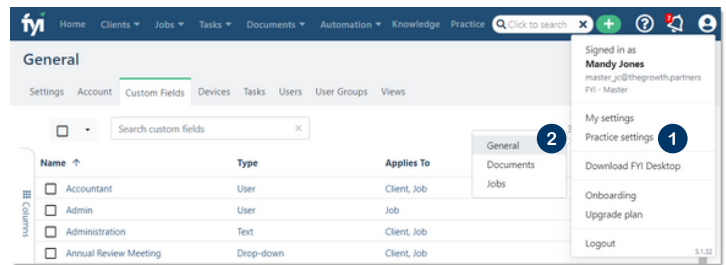 fyi Home Clients Jobs Tasks Documents Automation Knowledge Practice Click to search x + ? 7
General
Settings Account Custom Fields Devices Tasks Users User Groups Views
Search custom fields ×
Name ↑ Type Applies To
Accountant User Client, Job
Admin User Job
Administration Text Client, Job
Annual Review Meeting Drop-down Client, Job
Columns
2
General
Documents
Jobs
Signed in as
Mandy Jones
master_jc@thegrowth.partners
FYI - Master
My settings
Practice settings 1
Download FYI Desktop
Onboarding
Upgrade plan
Logout
5.1.32